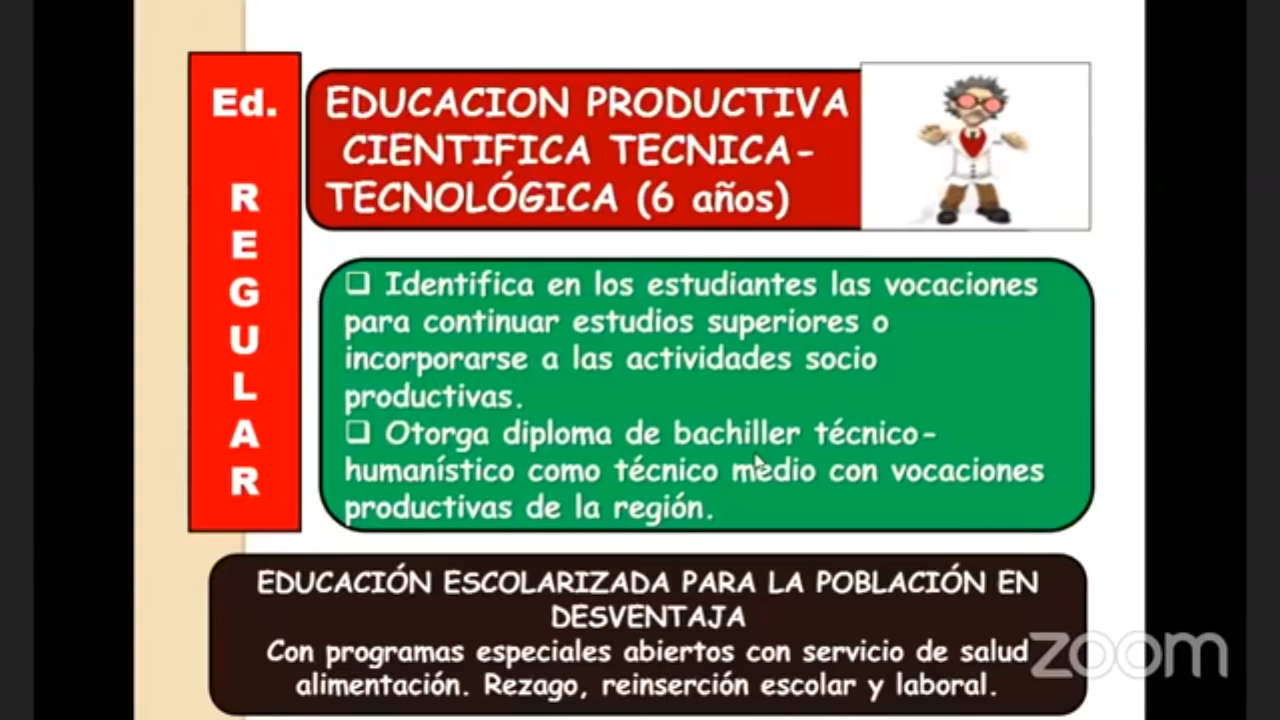 Ed.
REGULAR
EDUCACION PRODUCTIVA
CIENTIFICA TECNICA-
TECNOLÓGICA (6 años)
❑ Identifica en los estudiantes las vocaciones
para continuar estudios superiores o
incorporarse a las actividades socio
productivas.
❑ Otorga diploma de bachiller técnico-
humanístico como técnico medio con vocaciones
productivas de la región.
EDUCACIÓN ESCOLARIZADA PARA LA POBLACIÓN EN
DESVENTAJA
Con programas especiales abiertos con servicio de salud
alimentación. Rezago, reinserción escolar y laboral.
zoom